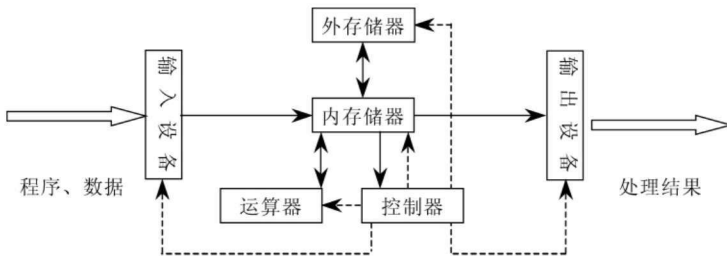 外存储器
输入设备
内存储器
输出设备
程序、数据
运算器
控制器
处理结果